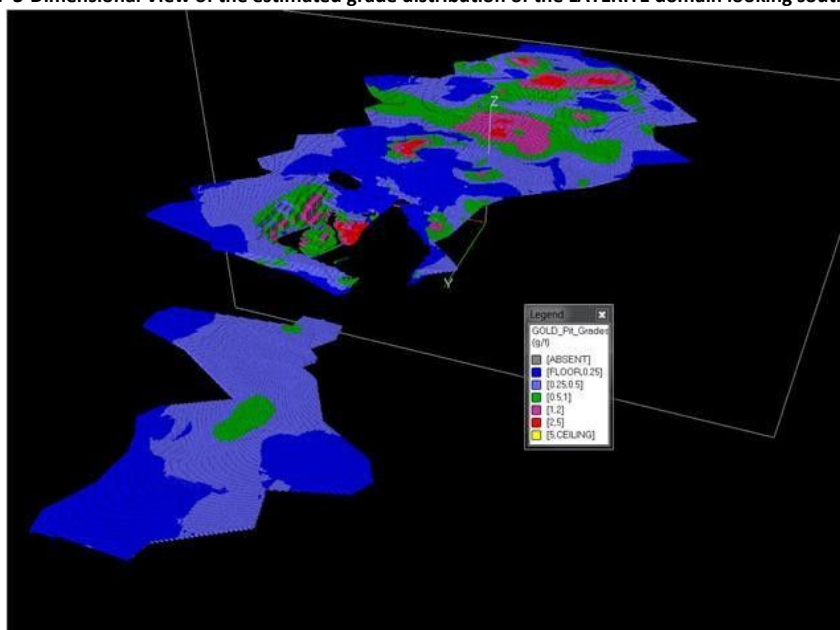 3-Dimensional View of the estimated grade distribution of the LATERITE domain looking south
Z
Y
Legend
GOLD_Pit_Grades
(g/t)
[ABSENT]
[FLOOR,0.25]
[0.25,0.5]
[0.5,1]
[1,2]
[2,5]
[5,CEILING]